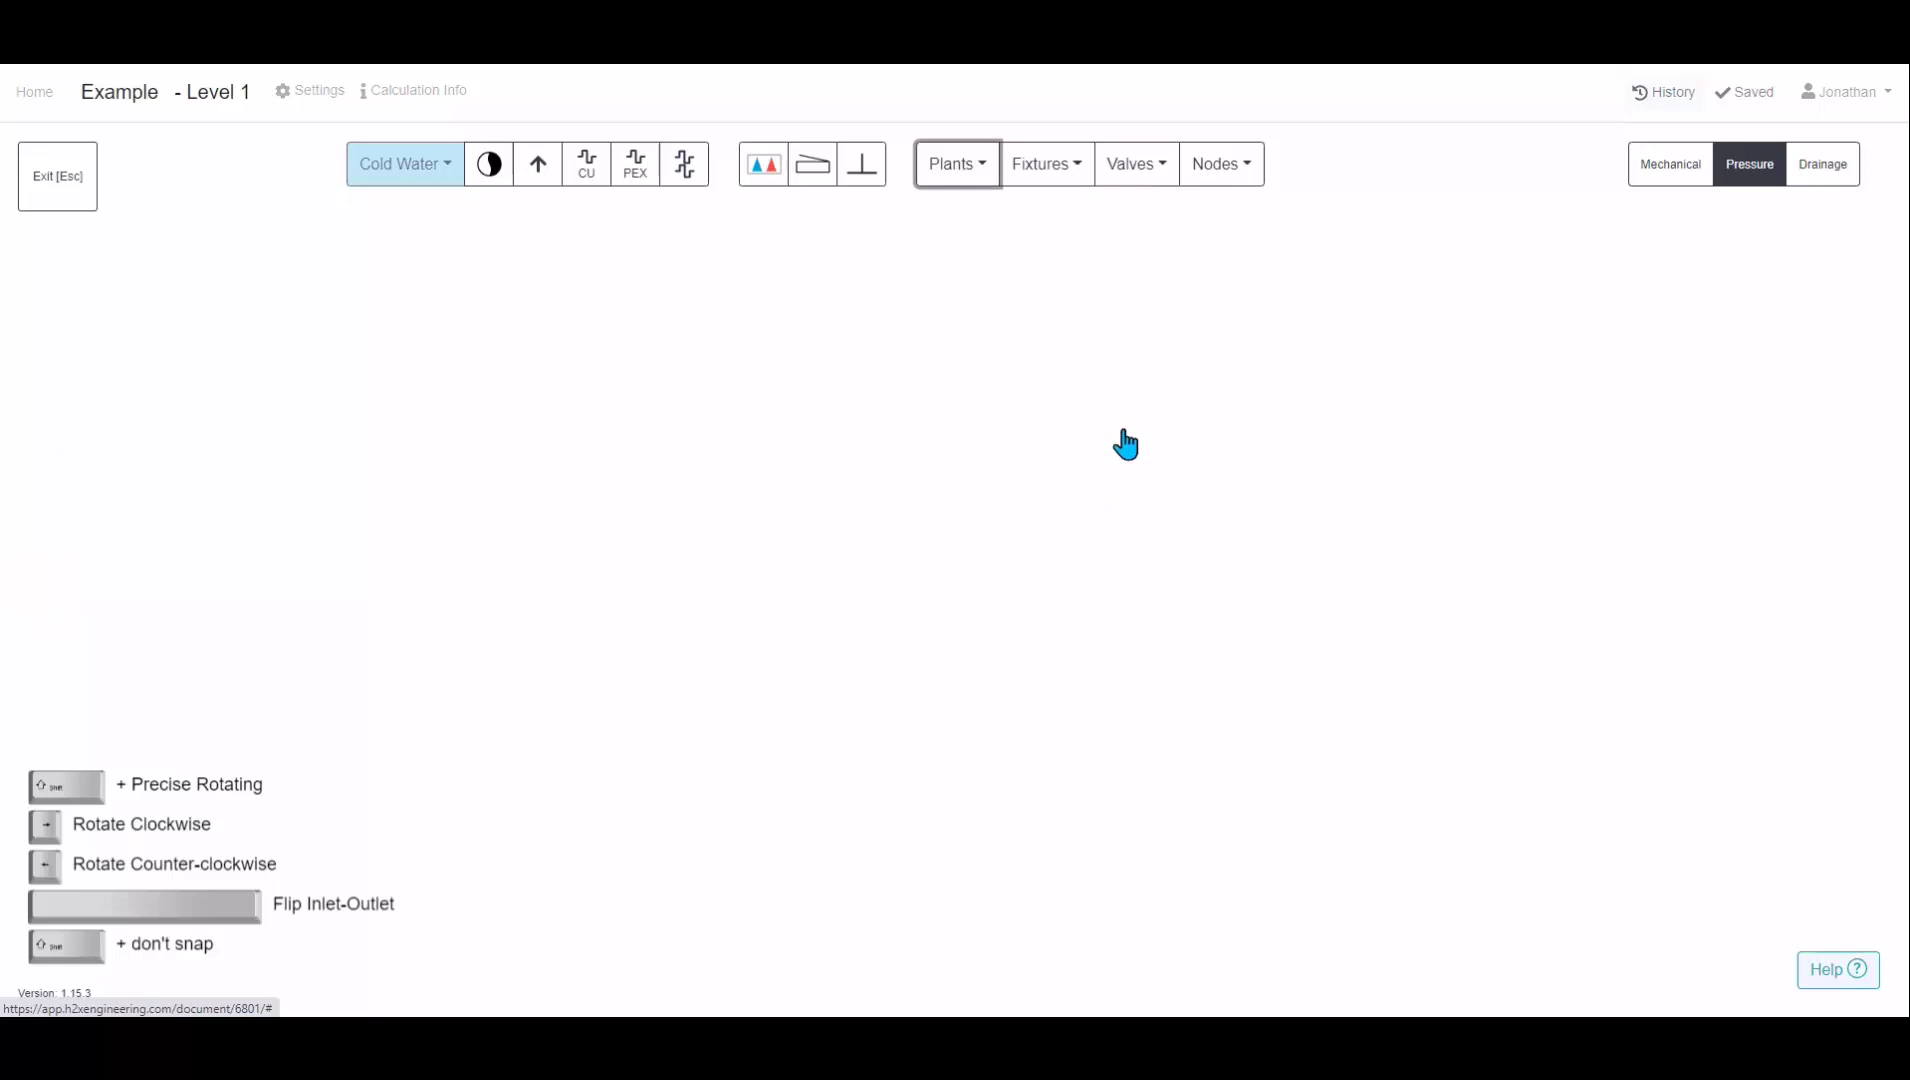 Home Example - Level 1 Settings Calculation Info History Saved Jonathan
Exit [Esc] Cold Water CU PEX Plants Fixtures Valves Nodes Mechanical Pressure Drainage
Shift + Precise Rotating
Rotate Clockwise
Rotate Counter-clockwise
Flip Inlet-Outlet
Shift + don't snap
Help
Version: 1.15.3
https://app.h2xengineering.com/document/6801/#